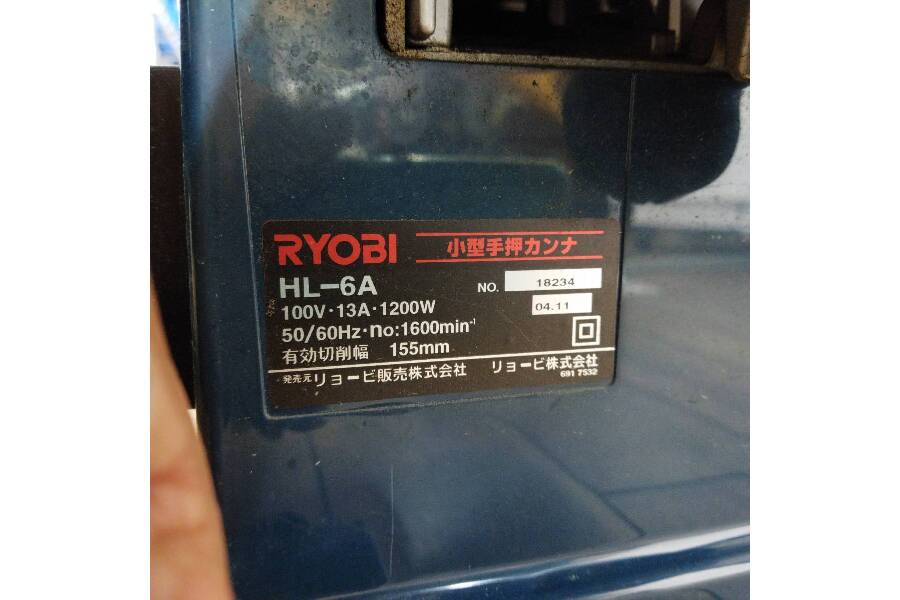 RYOBI 小型手押カンナ
HL-6A NO. 18234
100V・13A・1200W 04.11
50/60Hz・no:1600min⁻¹
有効切削幅 155mm
発売元 リョービ販売株式会社 リョービ株式会社
691 7532